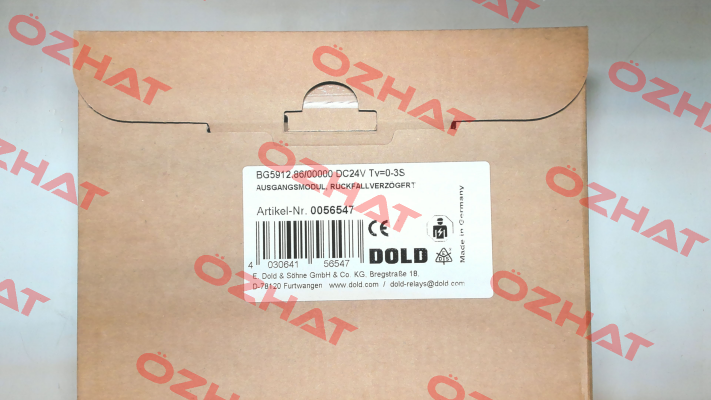 BG5912.86/00000 DC24V Tv=0-3S
AUSGANGSMODUL, RÜCKFALLVERZÖGERT
Artikel-Nr. 0056547
4 030641 56547
CE
DOLD
Made in Germany
E. Dold & Söhne GmbH & Co. KG. Bregstraße 18,
D-78120 Furtwangen www.dold.com / dold-relays@dold.com
ÖZHAT
ÖZHAT
ÖZHAT
ÖZHAT
ÖZHAT
ÖZHAT
ÖZHAT
ÖZHAT
ÖZHAT
ÖZHAT